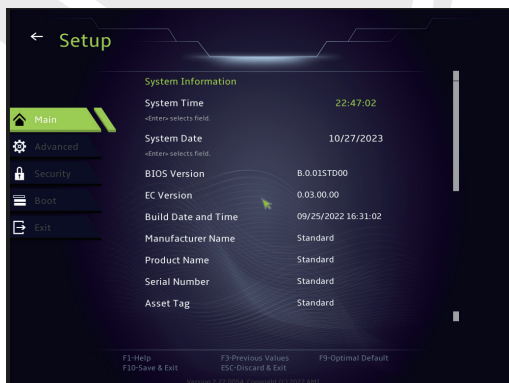 Setup
Main
Advanced
Security
Boot
Exit
System Information
System Time 22:47:02
<Enter> selects field.
System Date 10/27/2023
<Enter> selects field.
BIOS Version B.0.01STD00
EC Version 0.03.00.00
Build Date and Time 09/25/2022 16:31:02
Manufacturer Name Standard
Product Name Standard
Serial Number Standard
Asset Tag Standard
F1-Help F3-Previous Values F9-Optimal Default
F10-Save & Exit ESC-Discard & Exit